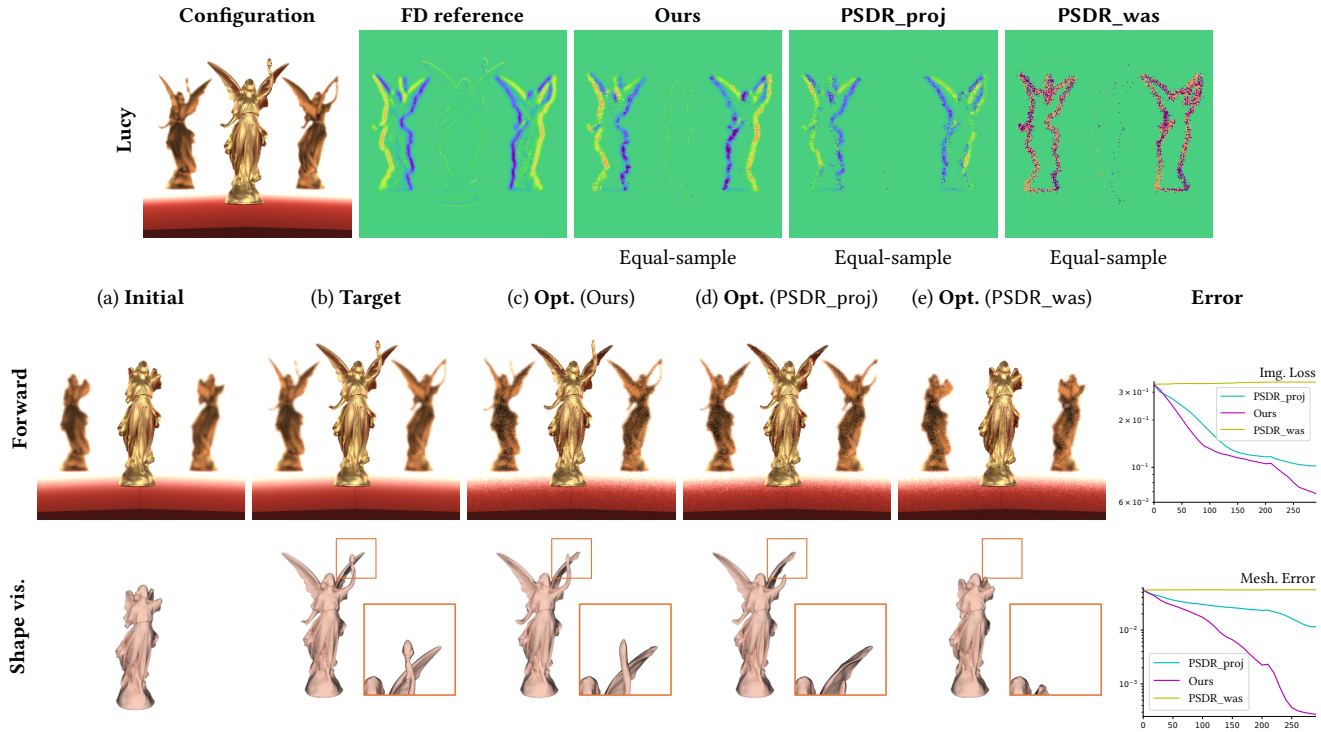 Configuration
FD reference
Ours
PSDR_proj
PSDR_was
Lucy
Equal-sample
Equal-sample
Equal-sample
(a) Initial
(b) Target
(c) Opt. (Ours)
(d) Opt. (PSDR_proj)
(e) Opt. (PSDR_was)
Error
Forward
Img. Loss
3 × 10⁻¹
2 × 10⁻¹
10⁻¹
6 × 10⁻²
PSDR_proj
Ours
PSDR_was
0 50 100 150 200 250
Shape vis.
Mesh. Error
10⁻²
10⁻³
PSDR_proj
Ours
PSDR_was
0 50 100 150 200 250